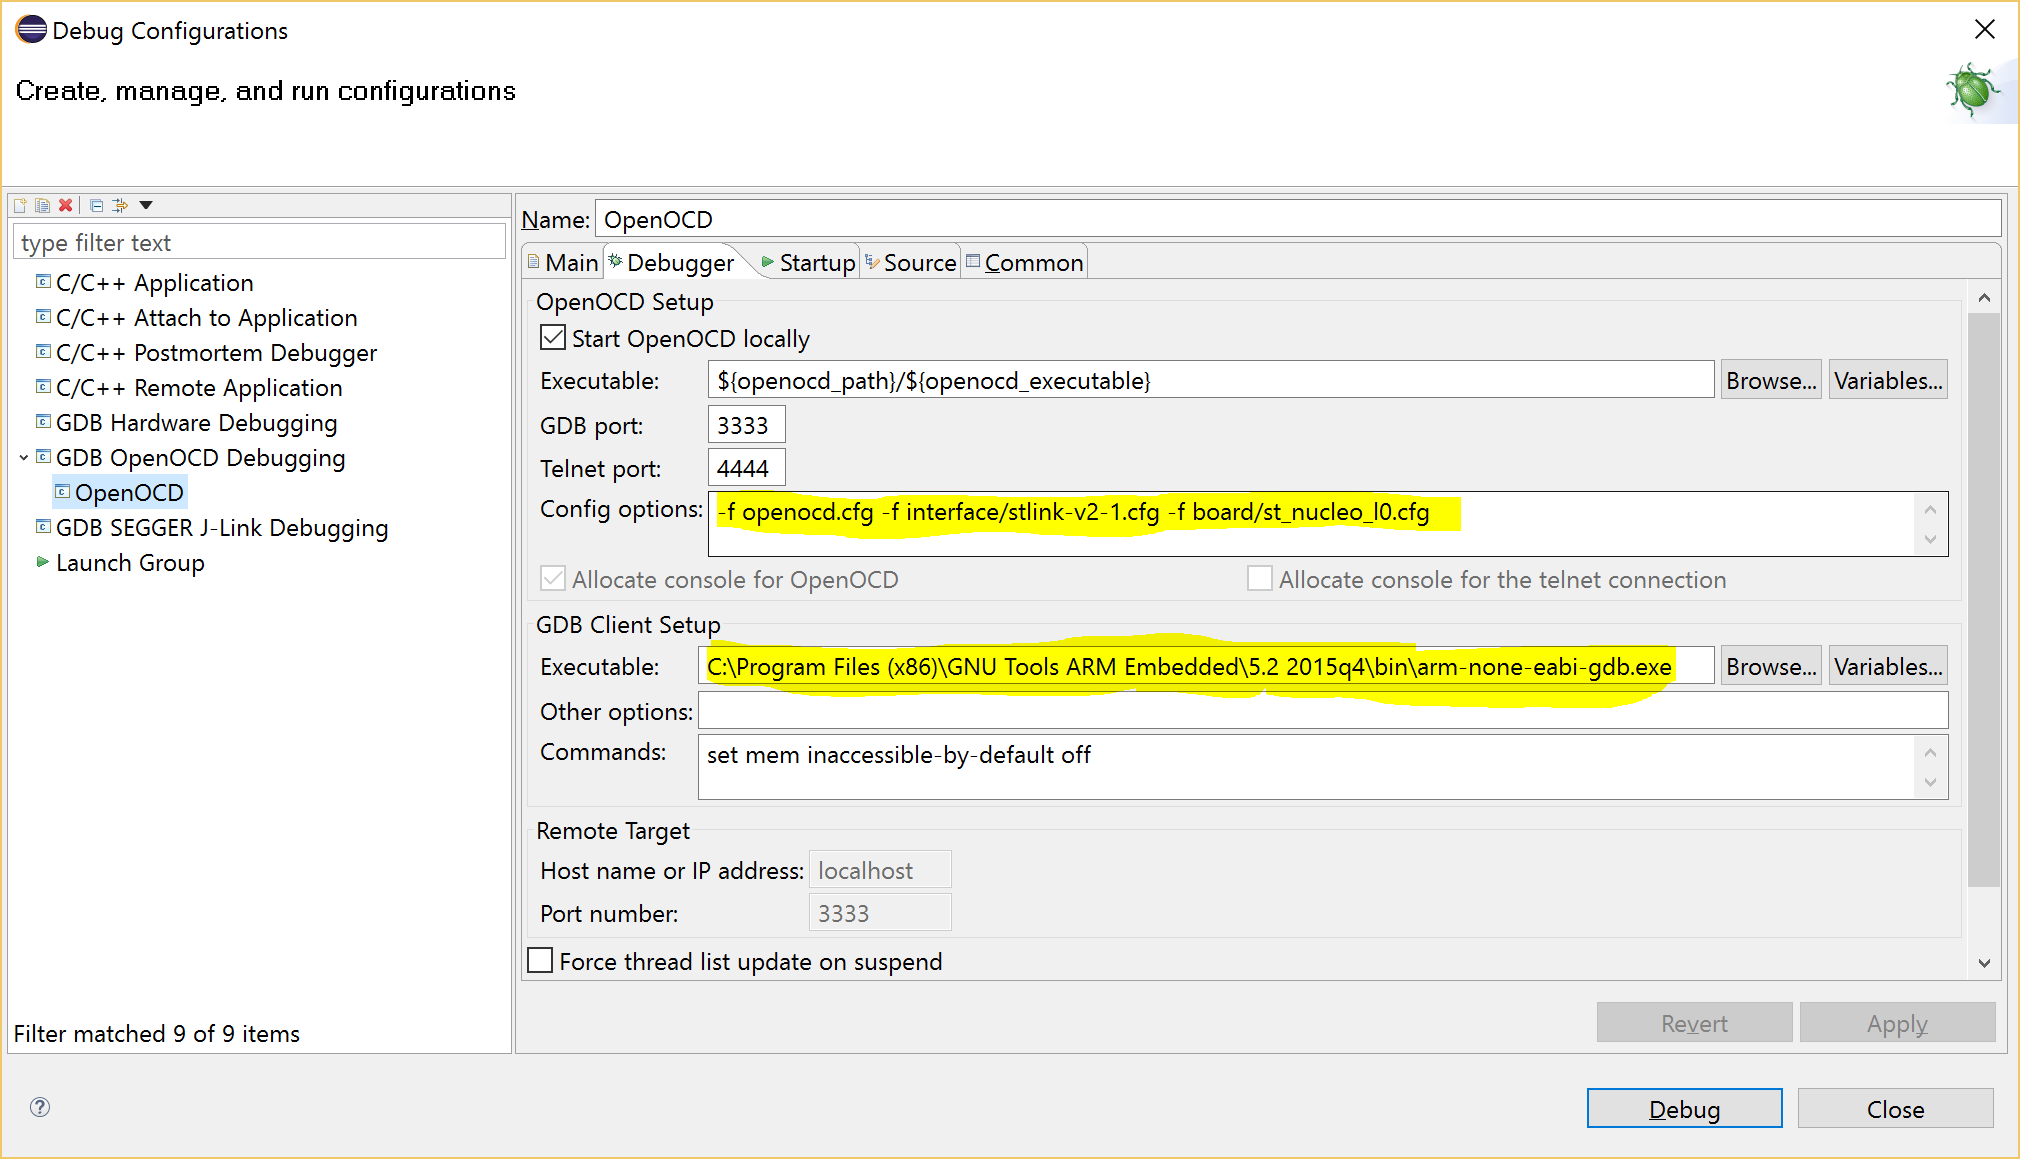 Debug Configurations
Create, manage, and run configurations
type filter text
C/C++ Application
C/C++ Attach to Application
C/C++ Postmortem Debugger
C/C++ Remote Application
GDB Hardware Debugging
GDB OpenOCD Debugging
OpenOCD
GDB SEGGER J-Link Debugging
Launch Group
Filter matched 9 of 9 items
Name: OpenOCD
Main Debugger Startup Source Common
OpenOCD Setup
Start OpenOCD locally
Executable: ${openocd_path}/${openocd_executable} Browse... Variables...
GDB port: 3333
Telnet port: 4444
Config options: -f openocd.cfg -f interface/stlink-v2-1.cfg -f board/st_nucleo_l0.cfg
Allocate console for OpenOCD Allocate console for the telnet connection
GDB Client Setup
Executable: C:\Program Files (x86)\GNU Tools ARM Embedded\5.2 2015q4\bin\arm-none-eabi-gdb.exe Browse... Variables...
Other options:
Commands: set mem inaccessible-by-default off
Remote Target
Host name or IP address: localhost
Port number: 3333
Force thread list update on suspend
Revert Apply
Debug Close